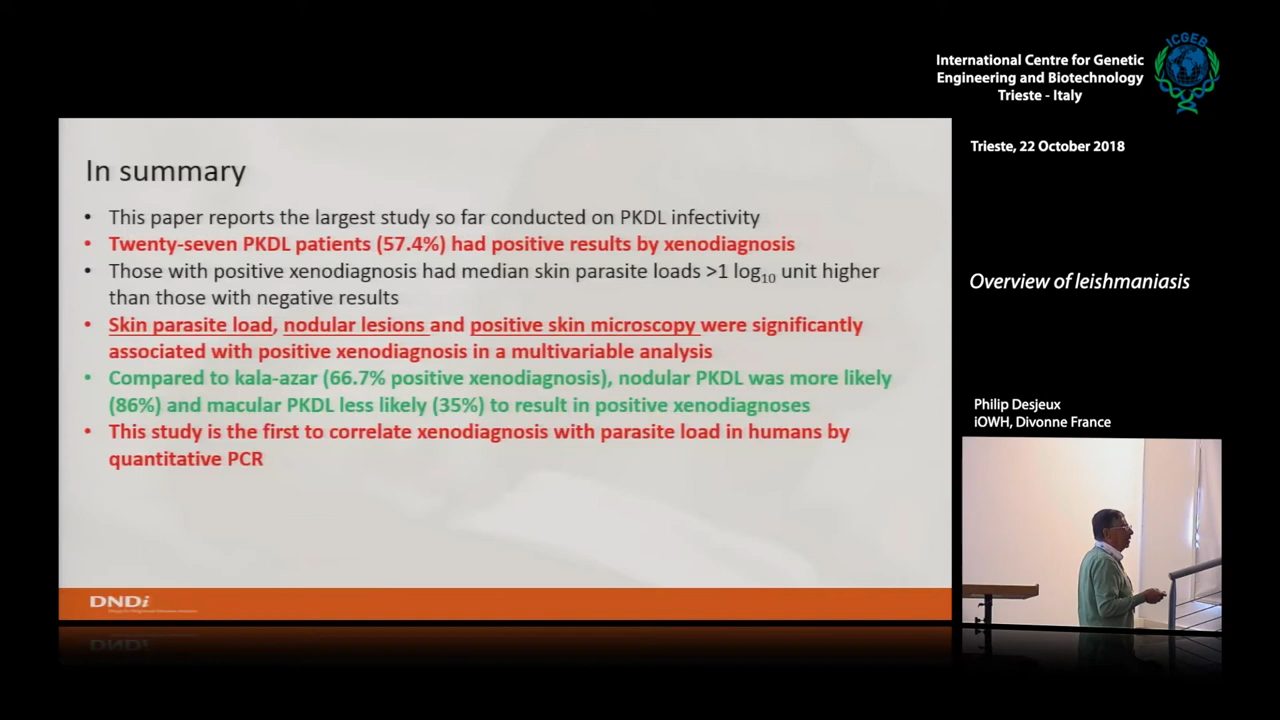 International Centre for Genetic
Engineering and Biotechnology
Trieste - Italy
ICGEB
Trieste, 22 October 2018
In summary
• This paper reports the largest study so far conducted on PKDL infectivity
• Twenty-seven PKDL patients (57.4%) had positive results by xenodiagnosis
• Those with positive xenodiagnosis had median skin parasite loads >1 log10 unit higher
than those with negative results
• Skin parasite load, nodular lesions and positive skin microscopy were significantly
associated with positive xenodiagnosis in a multivariable analysis
• Compared to kala-azar (66.7% positive xenodiagnosis), nodular PKDL was more likely
(86%) and macular PKDL less likely (35%) to result in positive xenodiagnoses
• This study is the first to correlate xenodiagnosis with parasite load in humans by
quantitative PCR
DNDi
Overview of leishmaniasis
Philip Desjeux
iOWH, Divonne France